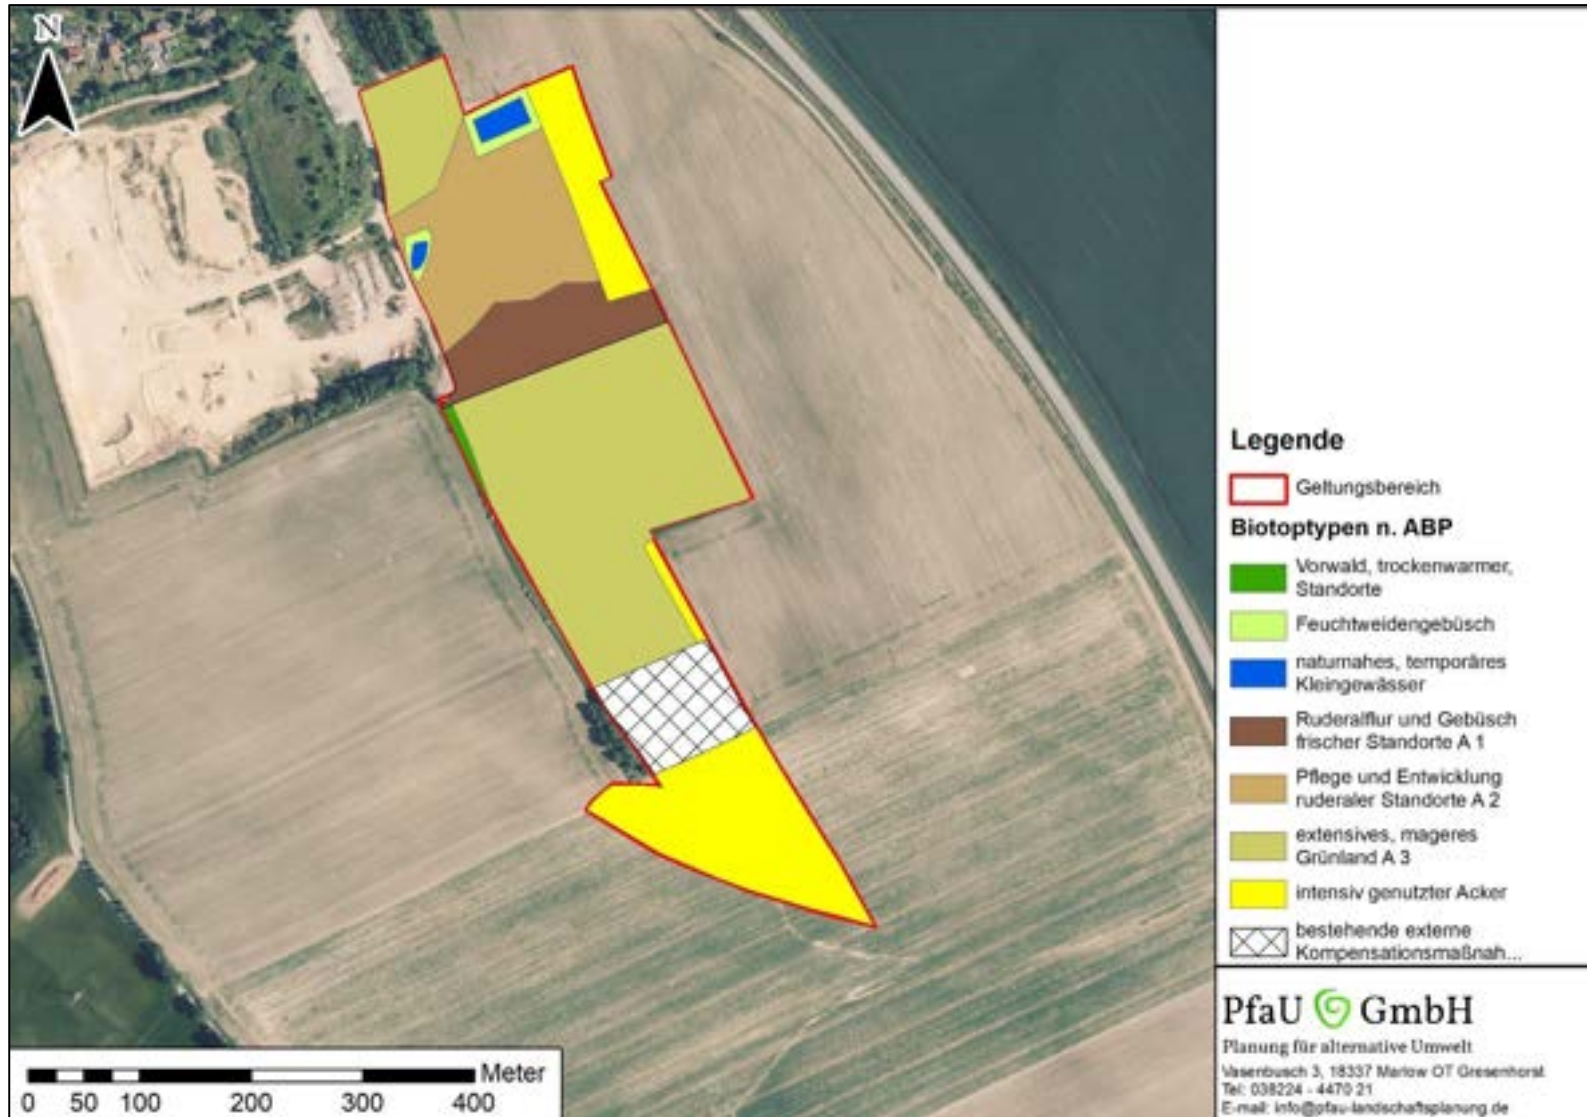 N
Legende
Geltungsbereich
Biotoptypen n. ABP
Vorwald, trockenwarmer,
Standorte
Feuchtweidengebüsch
naturnahes, temporäres
Kleingewässer
Ruderalflur und Gebüsch
frischer Standorte A 1
Pflege und Entwicklung
ruderaler Standorte A 2
extensives, mageres
Grünland A 3
intensiv genutzter Acker
bestehende externe
Kompensationsmaßnah...
PfaU GmbH
Planung für alternative Umwelt
Vasenbusch 3, 18337 Marlow OT Gresenhorst
Tel: 038224 - 4470 21
E-mail: info@pfau-landschaftsplanung.de
Meter
0 50 100 200 300 400